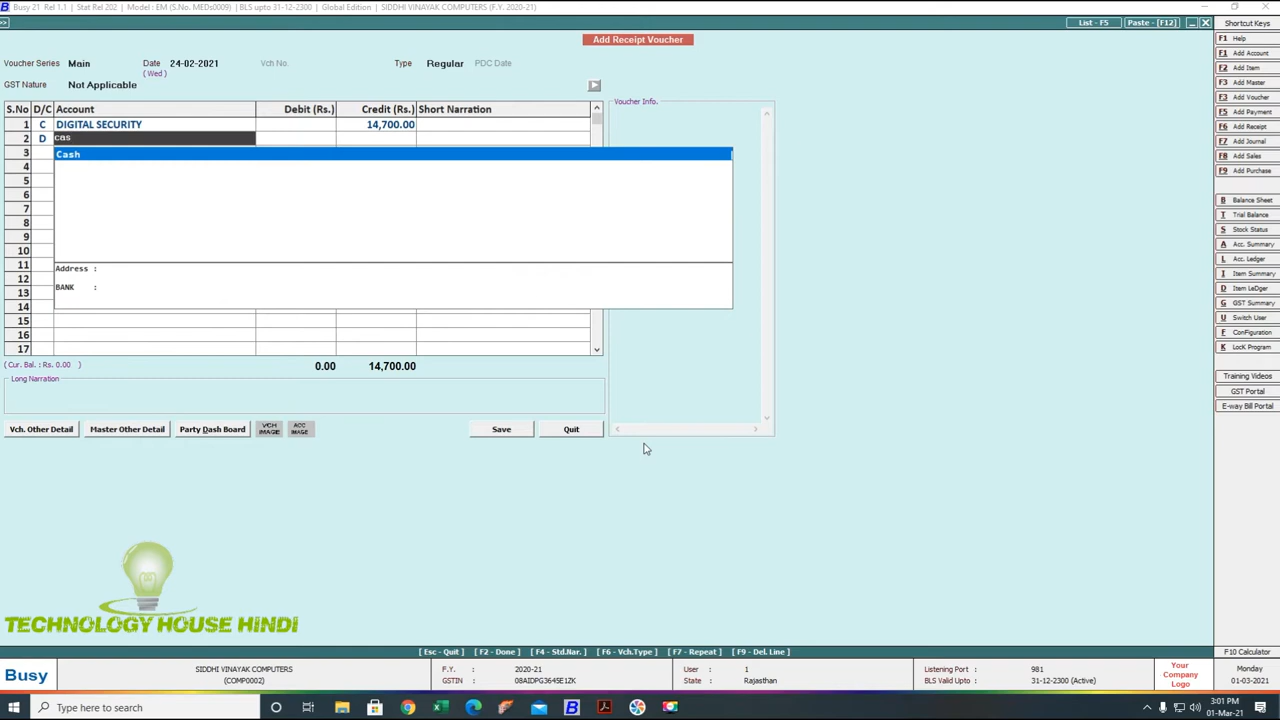 Busy 21 Rel 1.1 | Stat Rel 202 | Model : EM (S.No. MEDs0009) | BLS upto 31-12-2300 | Global Edition | SIDDHI VINAYAK COMPUTERS (F.Y. 2020-21)
>> List - F5 Paste - [F12] Shortcut Keys
Add Receipt Voucher
F1 Help
F1 Add Account
F2 Add Item
F3 Add Master
F3 Add Voucher
F5 Add Payment
F6 Add Receipt
F7 Add Journal
F8 Add Sales
F9 Add Purchase
B Balance Sheet
T Trial Balance
S Stock Status
A Acc. Summary
L Acc. Ledger
I Item Summary
D Item LeDger
G GST Summary
U Switch User
F ConFiguration
K LocK Program
Training Videos
GST Portal
E-way Bill Portal
Voucher Series Main Date 24-02-2021 Vch No. Type Regular PDC Date
( Wed )
GST Nature Not Applicable
S.No D/C Account Debit (Rs.) Credit (Rs.) Short Narration
1 C DIGITAL SECURITY 14,700.00
2 D cas
3 Cash
4
5
6
7
8
9
10
11
Address :
12
BANK :
13
14
15
16
17
Voucher Info.
( Cur. Bal. : Rs. 0.00 ) 0.00 14,700.00
Long Narration
Vch. Other Detail Master Other Detail Party Dash Board VCH IMAGE ACC IMAGE Save Quit
TECHNOLOGY HOUSE HINDI
[ Esc - Quit ] [ F2 - Done ] [ F4 - Std.Nar. ] [ F6 - Vch.Type ] [ F7 - Repeat ] [ F9 - Del. Line ] F10 Calculator
Busy
SIDDHI VINAYAK COMPUTERS
(COMP0002)
F.Y. 2020-21
GSTIN 08AIDPG3645E1ZK
User 1
State Rajasthan
Listening Port 981
BLS Valid Upto 31-12-2300 (Active)
Your
Company
Logo
Monday
01-03-2021
Type here to search
3:01 PM
01-Mar-21